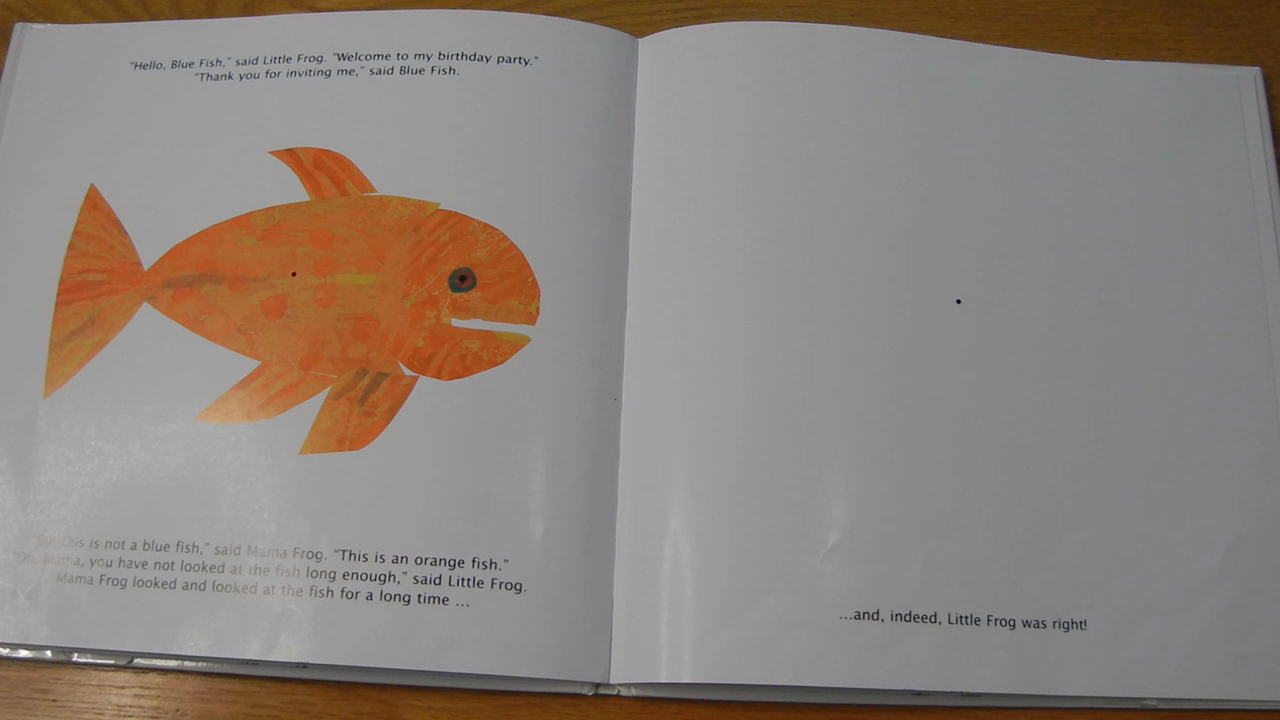 "Hello, Blue Fish," said Little Frog. "Welcome to my birthday party."
"Thank you for inviting me," said Blue Fish.
"But this is not a blue fish," said Mama Frog. "This is an orange fish."
"Oh, Mama, you have not looked at the fish long enough," said Little Frog.
Mama Frog looked and looked at the fish for a long time ...
...and, indeed, Little Frog was right!